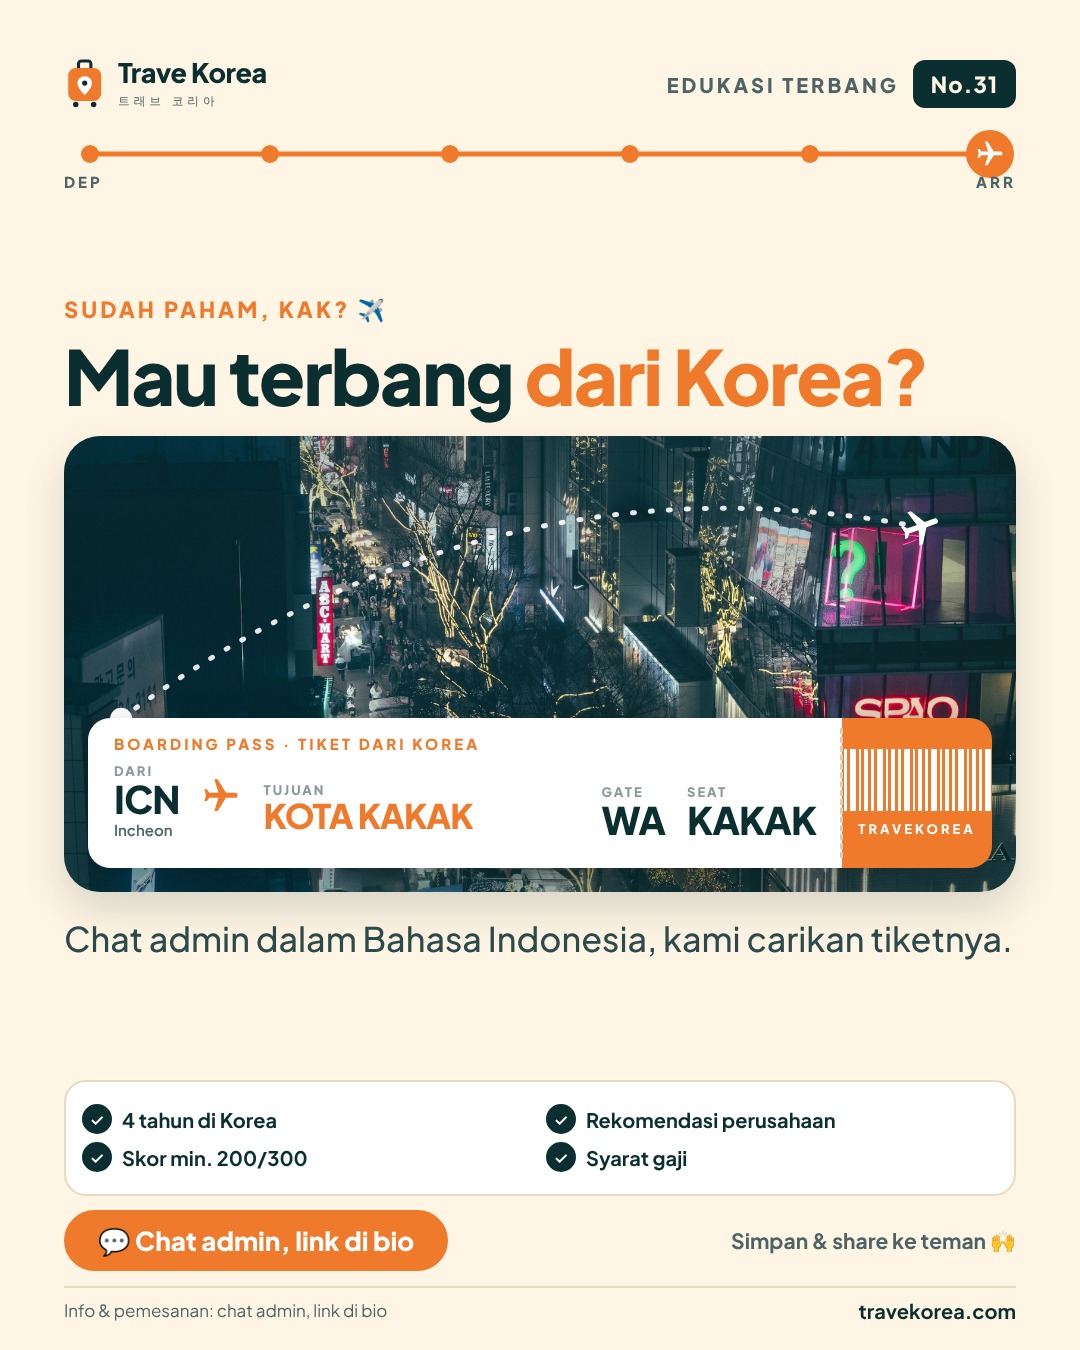 Trave Korea
트래브 코리아
EDUKASI TERBANG
No.31
DEP
ARR
SUDAH PAHAM, KAK? ✈️
Mau terbang dari Korea?
ABC-MART
?
SPAO
BOARDING PASS · TIKET DARI KOREA
DARI
ICN
Incheon
TUJUAN
KOTA KAKAK
GATE
WA
SEAT
KAKAK
TRAVEKOREA
Chat admin dalam Bahasa Indonesia, kami carikan tiketnya.
4 tahun di Korea
Rekomendasi perusahaan
Skor min. 200/300
Syarat gaji
💬 Chat admin, link di bio
Simpan & share ke teman 🙌
Info & pemesanan: chat admin, link di bio
travekorea.com